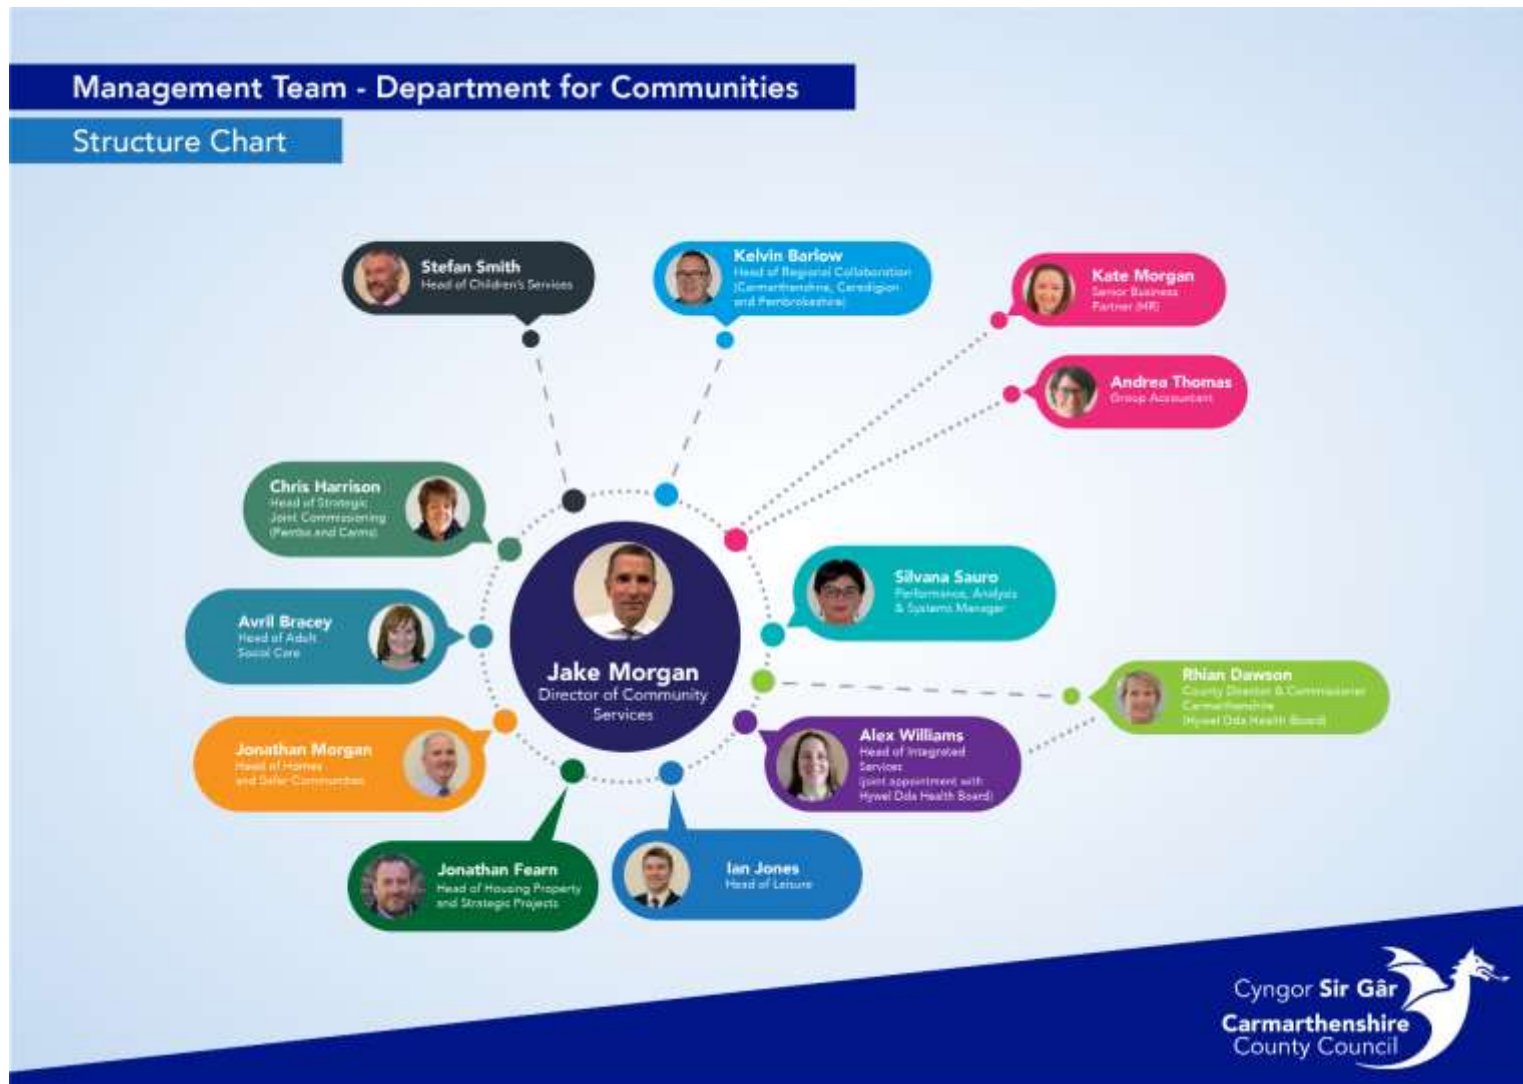 Management Team - Department for Communities
Structure Chart
Stefan Smith
Head of Children's Services
Kelvin Barlow
Head of Regional Collaboration
(Carmarthenshire, Ceredigion
and Pembrokeshire)
Kate Morgan
Senior Business
Partner (HR)
Andrea Thomas
Group Accountant
Chris Harrison
Head of Strategic
Joint Commissioning
(Pembs and Carms)
Silvana Sauro
Performance, Analysis
& Systems Manager
Avril Bracey
Head of Adult
Social Care
Jake Morgan
Director of Community
Services
Rhian Dawson
County Director & Commissioner
Carmarthenshire
(Hywel Dda Health Board)
Jonathan Morgan
Head of Homes
and Safer Communities
Alex Williams
Head of Integrated
Services
(joint appointment with
Hywel Dda Health Board)
Jonathan Fearn
Head of Housing Property
and Strategic Projects
Ian Jones
Head of Leisure
Cyngor Sir Gâr
Carmarthenshire
County Council